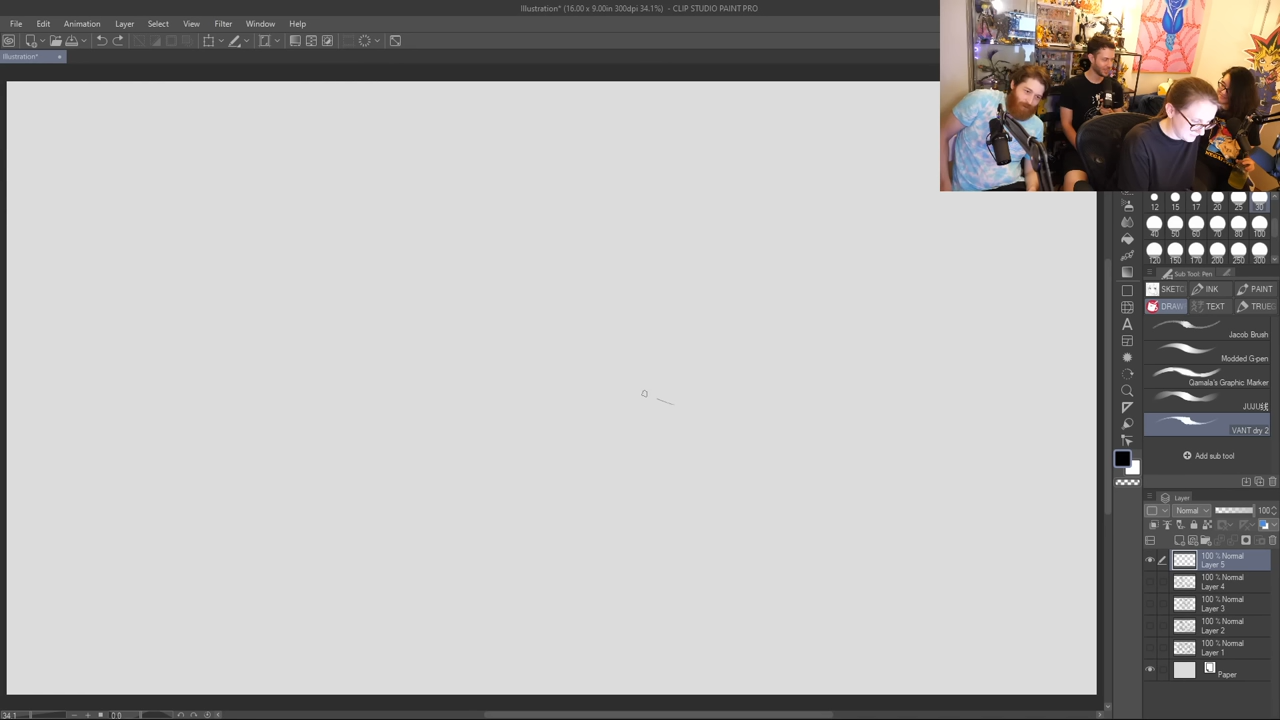 Illustration* (16.00 x 9.00in 300dpi 34.1%) - CLIP STUDIO PAINT PRO
File Edit Animation Layer Select View Filter Window Help
Illustration*
12 15 17 20 25 30
40 50 60 70 80 100
120 150 170 200 250 300
Sub Tool: Pen
SKETC INK PAINT
DRAW TEXT TRUE
Jacob Brush
Modded G-pen
Qamala's Graphic Marker
VANT dry 2
Add sub tool
Layer
Normal 100
100 % Normal
Layer 5
100 % Normal
Layer 4
100 % Normal
Layer 3
100 % Normal
Layer 2
100 % Normal
Layer 1
Paper
34.1 0.0